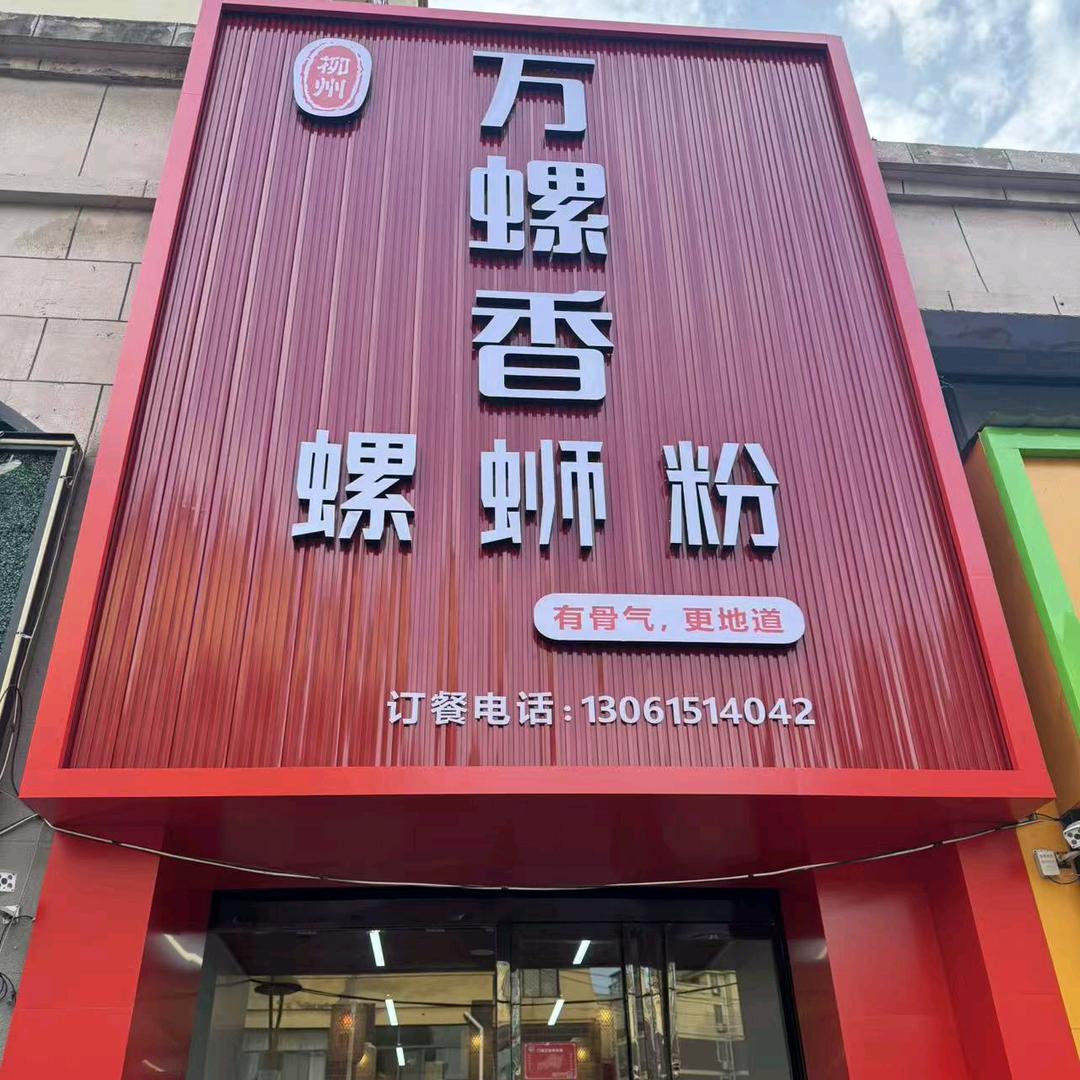 柳州
万螺香
螺蛳粉
有骨气，更地道
订餐电话：13061514042